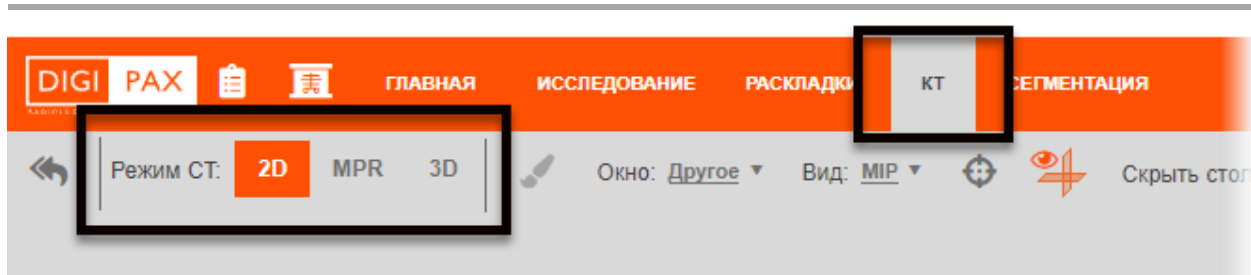 DIGI PAX ГЛАВНАЯ ИССЛЕДОВАНИЕ РАСКЛАДКИ КТ СЕГМЕНТАЦИЯ
Режим СТ: 2D MPR 3D Окно: Другое Вид: MIP Скрыть стол